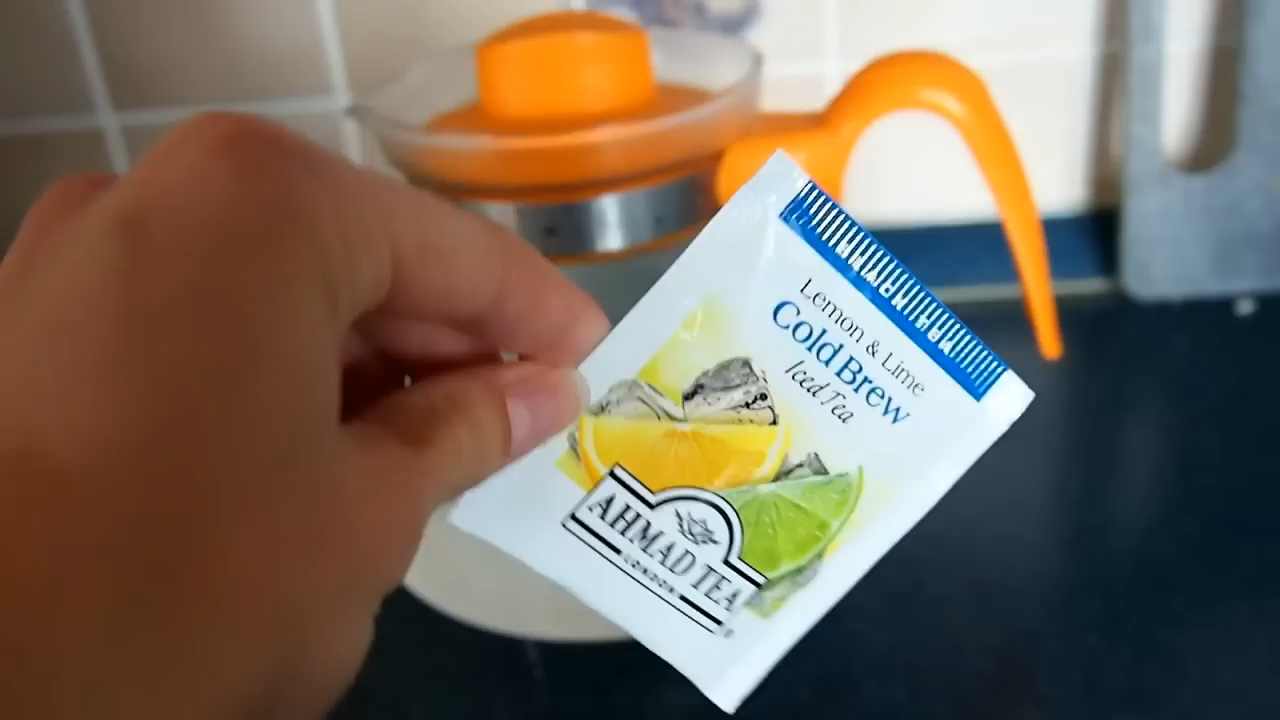 Lemon & Lime
Cold Brew
Iced Tea
AHMAD TEA
LONDON